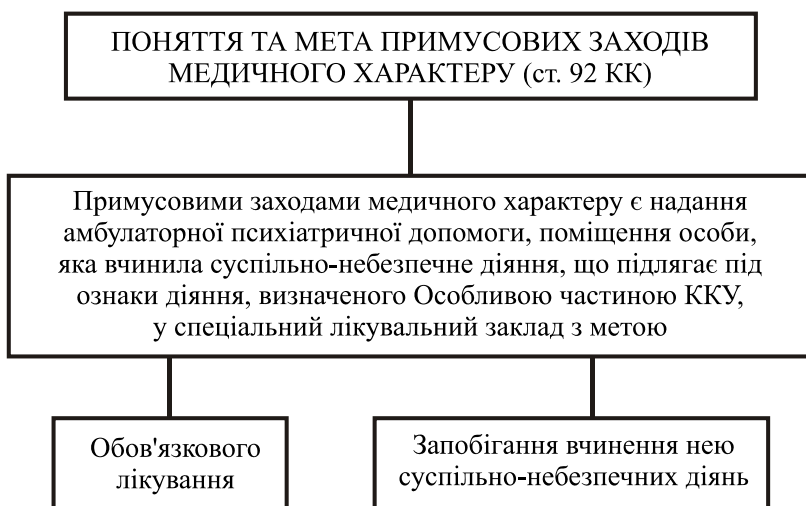 ПОНЯТТЯ ТА МЕТА ПРИМУСОВИХ ЗАХОДІВ
МЕДИЧНОГО ХАРАКТЕРУ (ст. 92 КК)
Примусовими заходами медичного характеру є надання
амбулаторної психіатричної допомоги, поміщення особи,
яка вчинила суспільно-небезпечне діяння, що підлягає під
ознаки діяння, визначеного Особливою частиною ККУ,
у спеціальний лікувальний заклад з метою
Обов'язкового
лікування
Запобігання вчинення нею
суспільно-небезпечних діянь